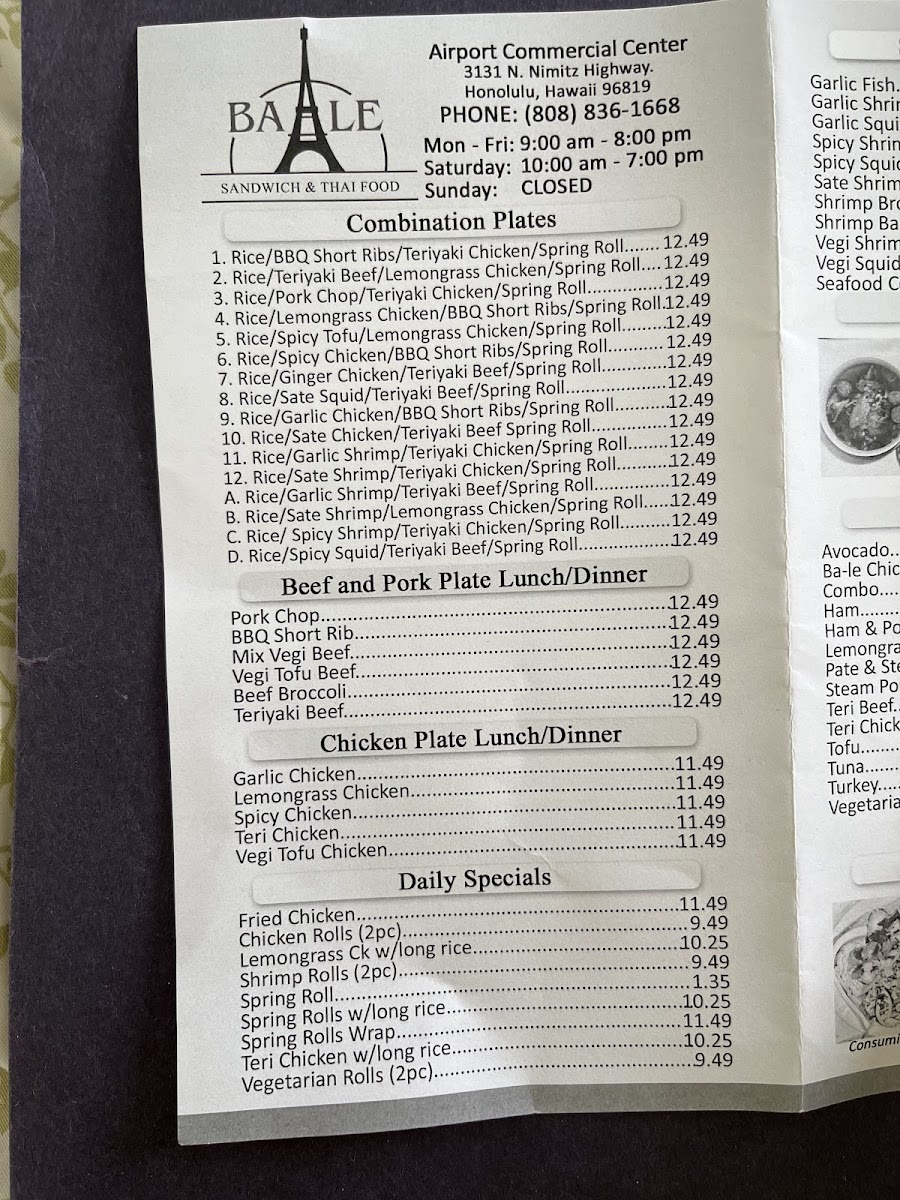 BA LE
SANDWICH & THAI FOOD
Airport Commercial Center
3131 N. Nimitz Highway.
Honolulu, Hawaii 96819
PHONE: (808) 836-1668
Mon - Fri: 9:00 am - 8:00 pm
Saturday: 10:00 am - 7:00 pm
Sunday: CLOSED
Combination Plates
1. Rice/BBQ Short Ribs/Teriyaki Chicken/Spring Roll....... 12.49
2. Rice/Teriyaki Beef/Lemongrass Chicken/Spring Roll.... 12.49
3. Rice/Pork Chop/Teriyaki Chicken/Spring Roll...............12.49
4. Rice/Lemongrass Chicken/BBQ Short Ribs/Spring Roll.12.49
5. Rice/Spicy Tofu/Lemongrass Chicken/Spring Roll.........12.49
6. Rice/Spicy Chicken/BBQ Short Ribs/Spring Roll........... 12.49
7. Rice/Ginger Chicken/Teriyaki Beef/Spring Roll.............12.49
8. Rice/Sate Squid/Teriyaki Beef/Spring Roll....................12.49
9. Rice/Garlic Chicken/BBQ Short Ribs/Spring Roll...........12.49
10. Rice/Sate Chicken/Teriyaki Beef Spring Roll...............12.49
11. Rice/Garlic Shrimp/Teriyaki Chicken/Spring Roll........12.49
12. Rice/Sate Shrimp/Teriyaki Chicken/Spring Roll...........12.49
A. Rice/Garlic Shrimp/Teriyaki Beef/Spring Roll...............12.49
B. Rice/Sate Shrimp/Lemongrass Chicken/Spring Roll......12.49
C. Rice/ Spicy Shrimp/Teriyaki Chicken/Spring Roll..........12.49
D. Rice/Spicy Squid/Teriyaki Beef/Spring Roll..................12.49
Beef and Pork Plate Lunch/Dinner
Pork Chop..................................................................12.49
BBQ Short Rib............................................................12.49
Mix Vegi Beef.............................................................12.49
Vegi Tofu Beef............................................................12.49
Beef Broccoli..............................................................12.49
Teriyaki Beef...............................................................12.49
Chicken Plate Lunch/Dinner
Garlic Chicken............................................................11.49
Lemongrass Chicken..................................................11.49
Spicy Chicken.............................................................11.49
Teri Chicken................................................................11.49
Vegi Tofu Chicken.......................................................11.49
Daily Specials
Fried Chicken.............................................................11.49
Chicken Rolls (2pc).....................................................9.49
Lemongrass Ck w/long rice........................................10.25
Shrimp Rolls (2pc)......................................................9.49
Spring Roll..................................................................1.35
Spring Rolls w/long rice.............................................10.25
Spring Rolls Wrap.......................................................11.49
Teri Chicken w/long rice............................................10.25
Vegetarian Rolls (2pc).................................................9.49
Garlic Fish.
Garlic
Garlic
Spicy
Spicy
Sate
Shrimp
Shrimp
Vegi
Vegi
Seafood
Avocado..
Ba-le
Combo....
Ham.......
Ham &
Pate &
Steam
Teri Beef..
Teri
Tofu........
Tuna.......
Turkey.....